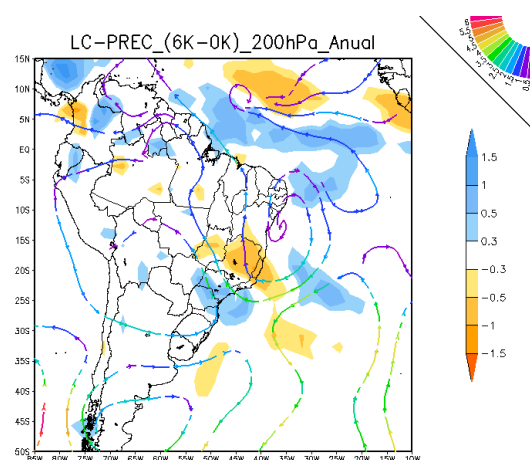 LC-PREC_(6K-0K)_200hPa_Anual
15N
10N
5N
EQ
5S
10S
15S
20S
25S
30S
35S
40S
45S
50S
85W 80W 75W 70W 65W 60W 55W 50W 45W 40W 35W 30W 25W 20W 15W 10W
1.5
1
0.5
0.3
-0.3
-0.5
-1
-1.5